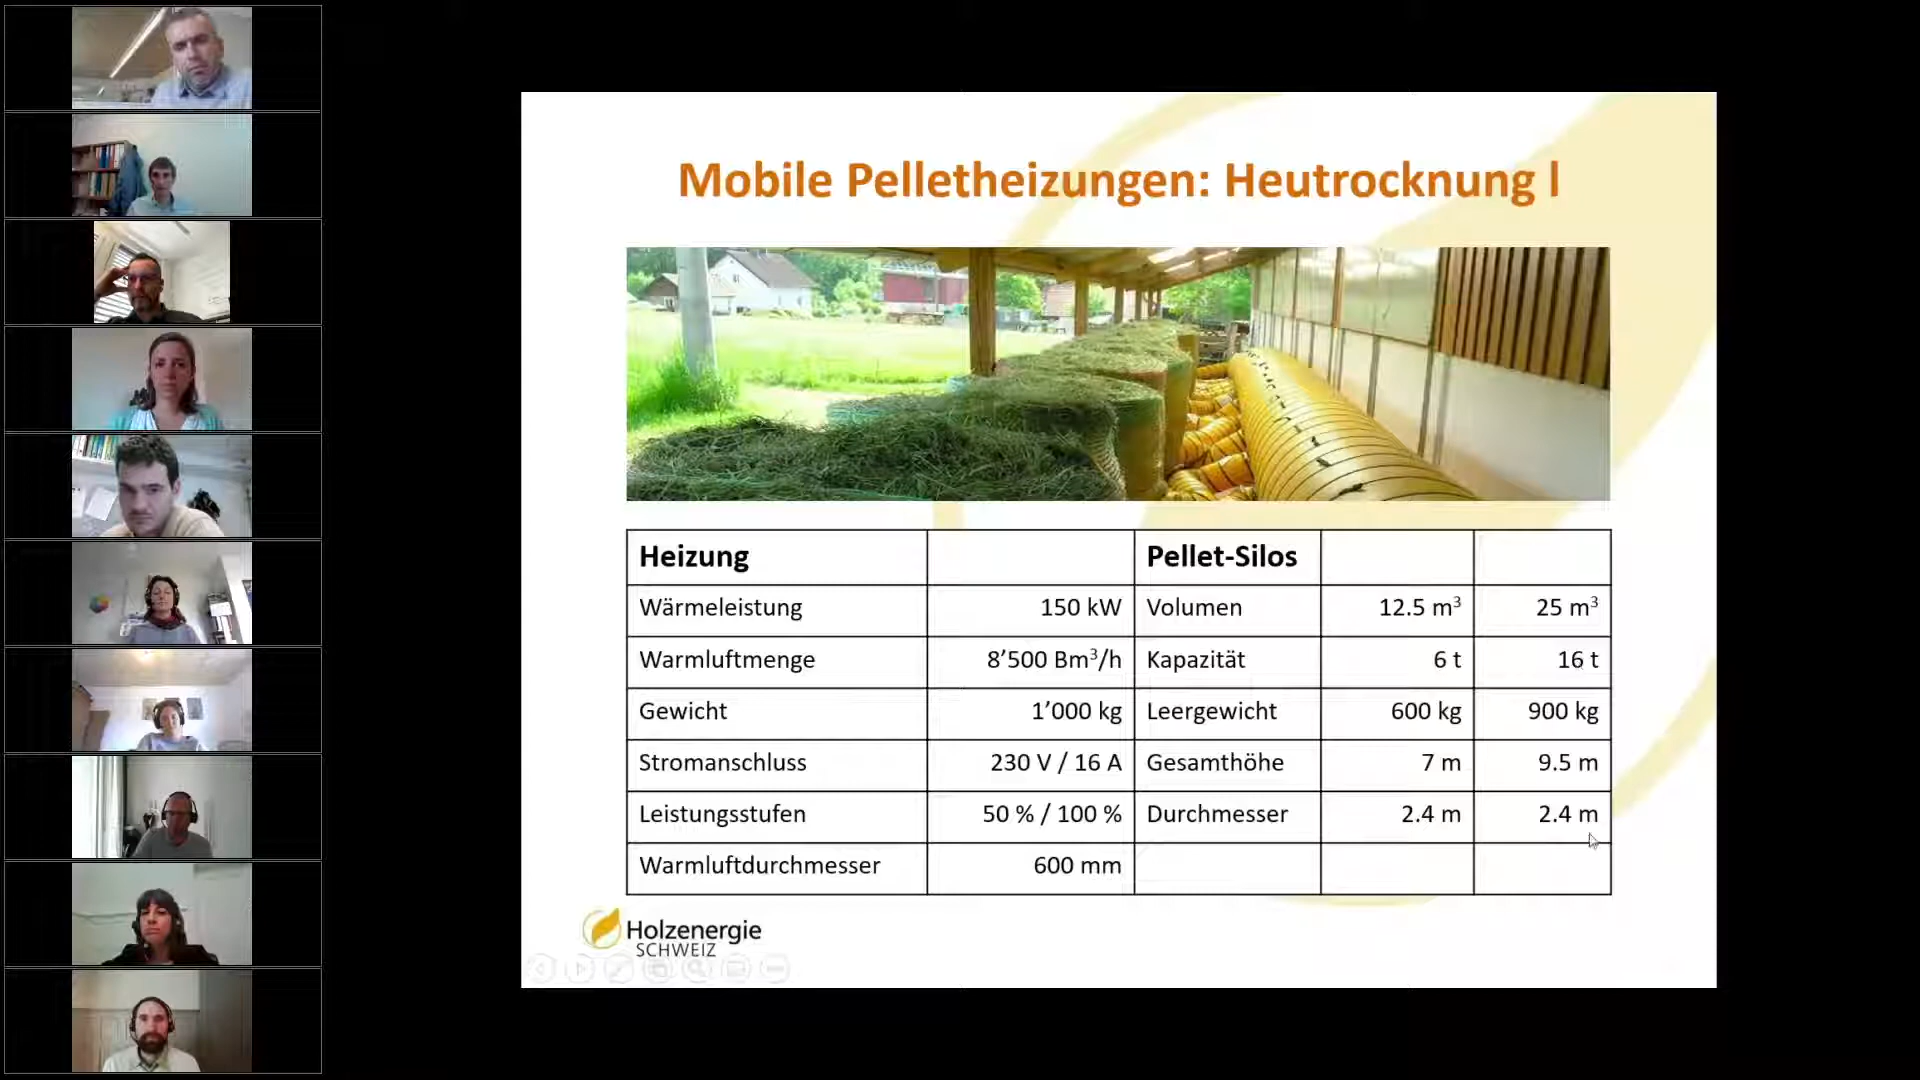 Mobile Pelletheizungen: Heutrocknung l
Heizung Pellet-Silos
Wärmeleistung 150 kW Volumen 12.5 m³ 25 m³
Warmluftmenge 8’500 Bm³/h Kapazität 6 t 16 t
Gewicht 1’000 kg Leergewicht 600 kg 900 kg
Stromanschluss 230 V / 16 A Gesamthöhe 7 m 9.5 m
Leistungsstufen 50 % / 100 % Durchmesser 2.4 m 2.4 m
Warmluftdurchmesser 600 mm
Holzenergie
SCHWEIZ